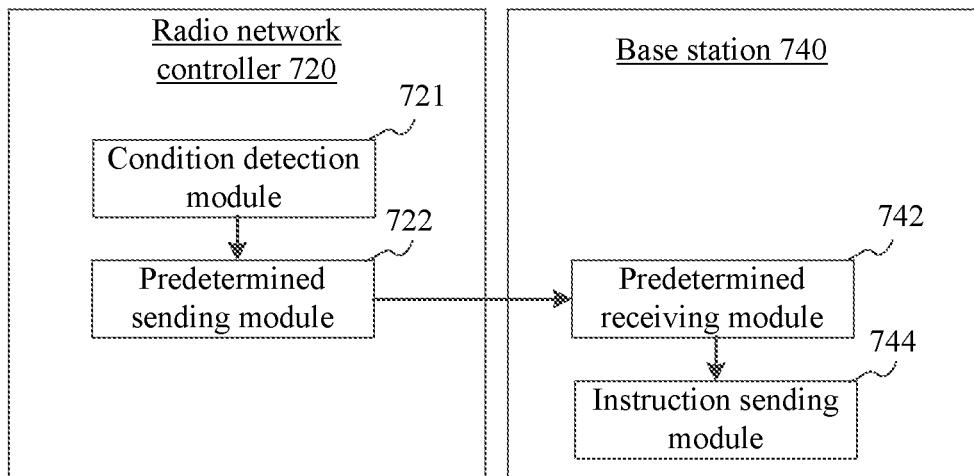 Radio network
controller 720
721
Condition detection
module
722
Predetermined
sending module
Base station 740
742
Predetermined
receiving module
744
Instruction sending
module